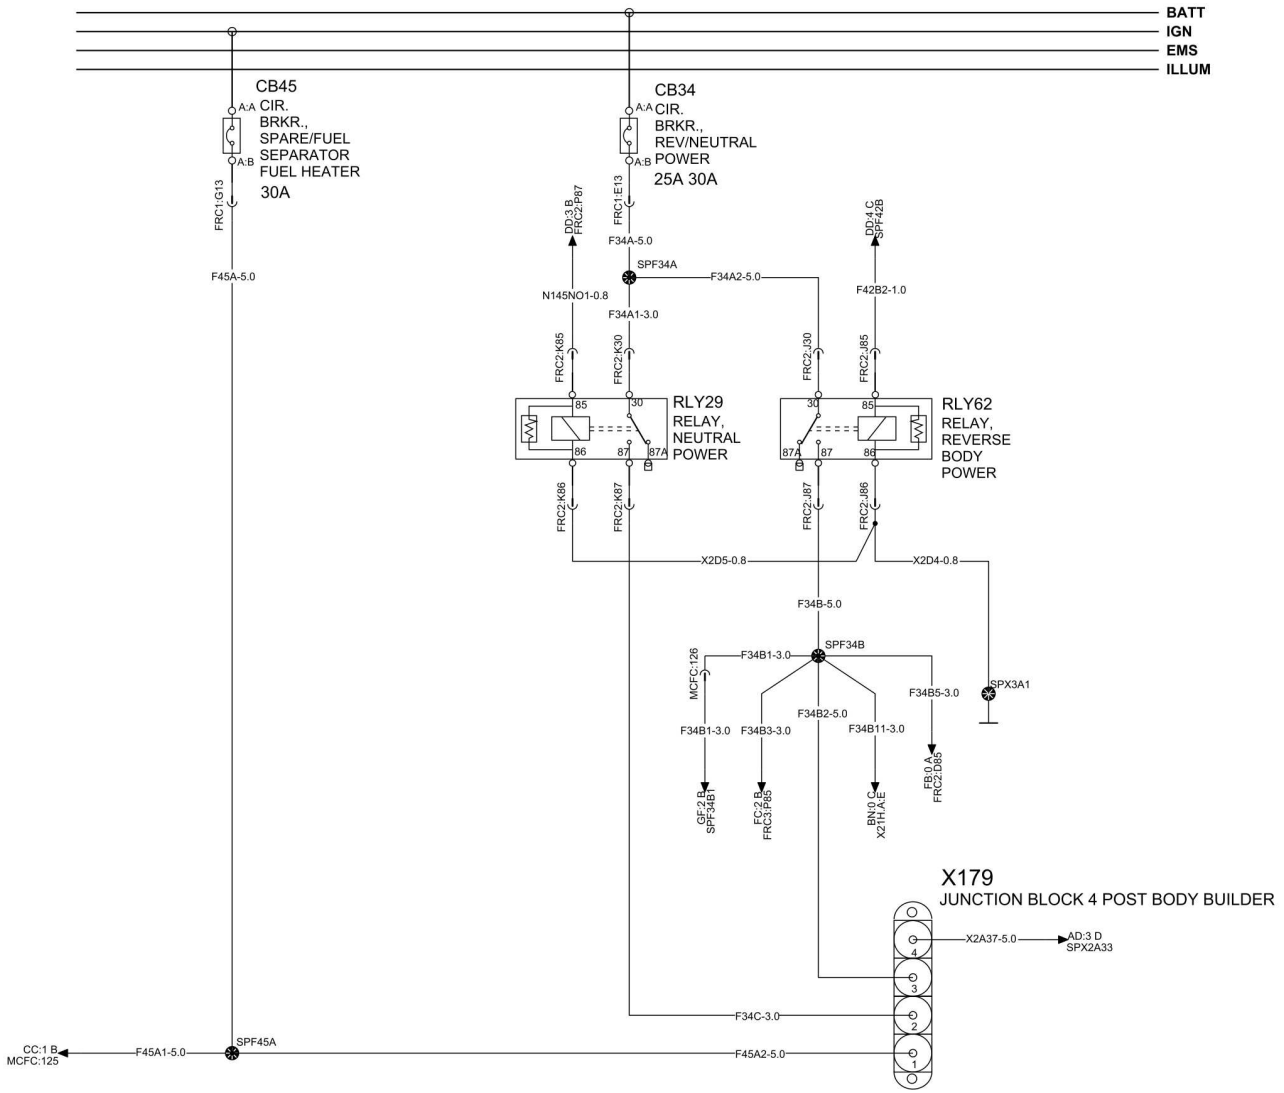 BATT
IGN
EMS
ILLUM
CB45
A:A CIR.
BRKR.,
SPARE/FUEL
SEPARATOR
A:B
FUEL HEATER
30A
FRC1:G13
F45A-5.0
CB34
A:A CIR.
BRKR.,
REV/NEUTRAL
A:B POWER
25A 30A
FRC1:E13
F34A-5.0
SPF34A
F34A2-5.0
F34A1-3.0
DD:3 B
FRC2:P87
N145NO1-0.8
DD:4 C
SPF42B
F42B2-1.0
FRC2:K85
FRC2:K30
FRC2:J30
FRC2:J85
85
30
86
87
87A
RLY29
RELAY,
NEUTRAL
POWER
30
85
87A
87
86
RLY62
RELAY,
REVERSE
BODY
POWER
FRC2:K86
FRC2:K87
FRC2:J87
FRC2:J86
X2D5-0.8
X2D4-0.8
F34B-5.0
SPF34B
MCFC:126
F34B1-3.0
SPX3A1
F34B5-3.0
F34B2-5.0
F34B1-3.0
F34B3-3.0
F34B11-3.0
GF:2 B
SPF34B1
FC:2 B
FRC3:P85
BN:0 C
X21H.A:E
FB:0 A
FRC2:D85
X179
JUNCTION BLOCK 4 POST BODY BUILDER
4
X2A37-5.0
AD:3 D
SPX2A33
3
F34C-3.0
2
SPF45A
CC:1 B
MCFC:125
F45A1-5.0
F45A2-5.0
1